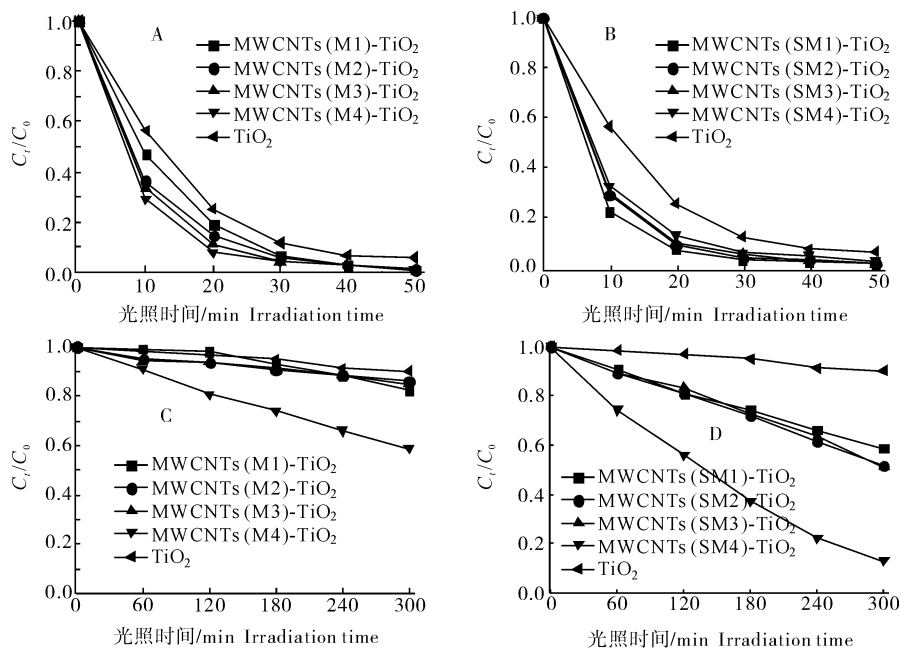 A
B
C_t/C_0
1.0
0.8
0.6
0.4
0.2
0.0
MWCNTs (M1)-TiO₂
MWCNTs (M2)-TiO₂
MWCNTs (M3)-TiO₂
MWCNTs (M4)-TiO₂
TiO₂
0 10 20 30 40 50
光照时间/min Irradiation time
C_t/C_0
1.0
0.8
0.6
0.4
0.2
0.0
MWCNTs (SM1)-TiO₂
MWCNTs (SM2)-TiO₂
MWCNTs (SM3)-TiO₂
MWCNTs (SM4)-TiO₂
TiO₂
0 10 20 30 40 50
光照时间/min Irradiation time
C_t/C_0
1.0
0.8
0.6
0.4
0.2
0.0
C
MWCNTs (M1)-TiO₂
MWCNTs (M2)-TiO₂
MWCNTs (M3)-TiO₂
MWCNTs (M4)-TiO₂
TiO₂
0 60 120 180 240 300
光照时间/min Irradiation time
C_t/C_0
1.0
0.8
0.6
0.4
0.2
0.0
D
MWCNTs (SM1)-TiO₂
MWCNTs (SM2)-TiO₂
MWCNTs (SM3)-TiO₂
MWCNTs (SM4)-TiO₂
TiO₂
0 60 120 180 240 300
光照时间/min Irradiation time